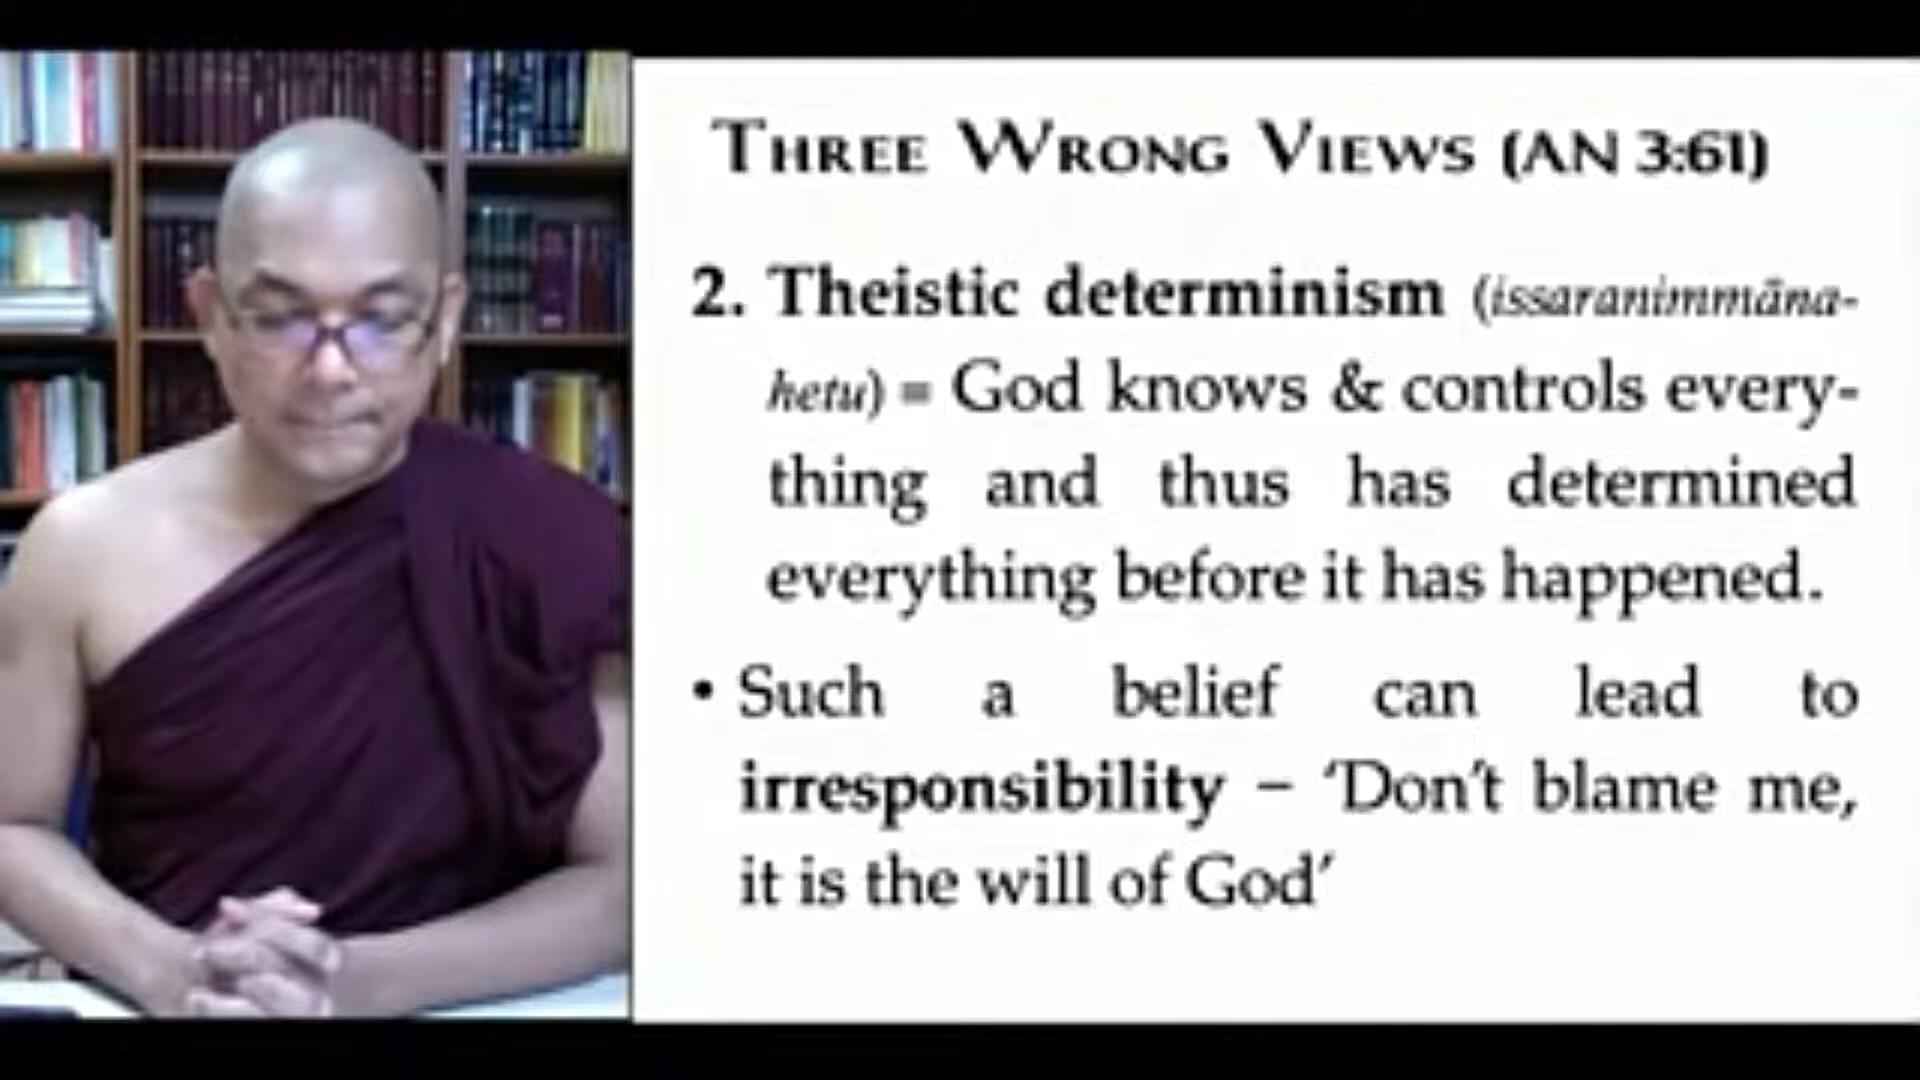 THREE WRONG VIEWS (AN 3:61)
2. Theistic determinism (issaranimmāna-
hetu) = God knows & controls every-
thing and thus has determined
everything before it has happened.
• Such a belief can lead to
irresponsibility – ‘Don’t blame me,
it is the will of God’